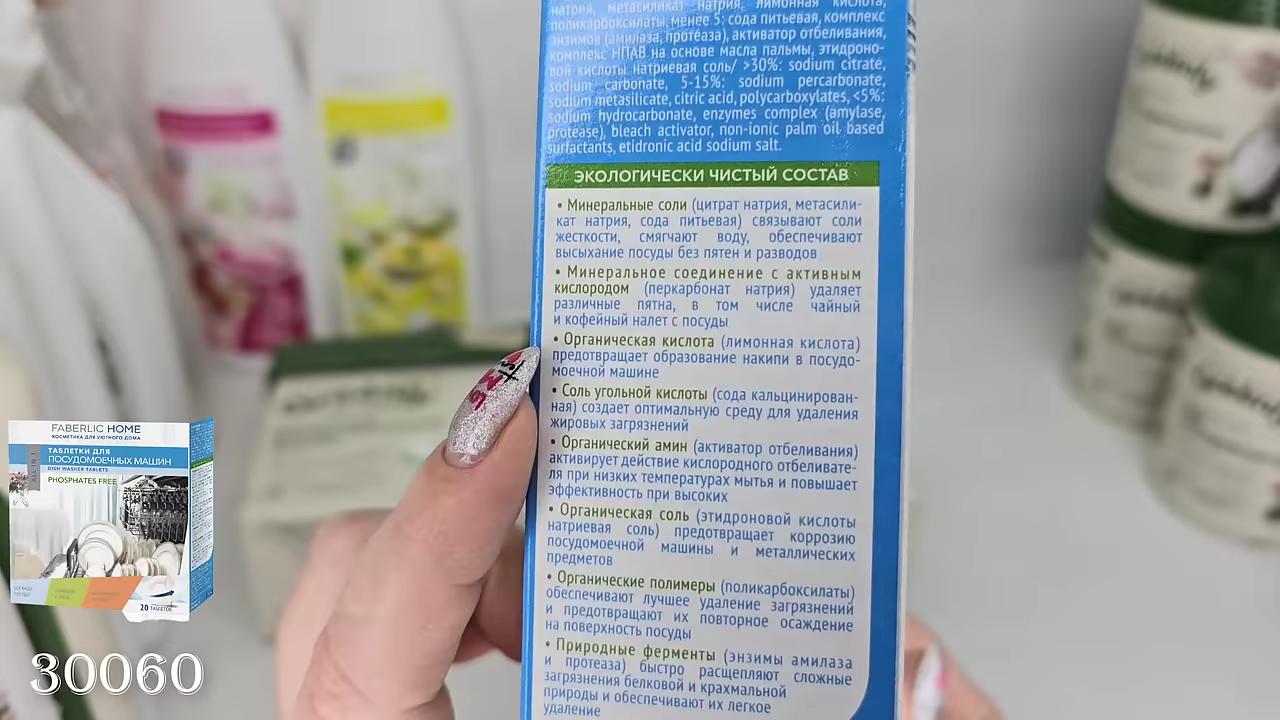 натрия, метасиликат натрия, лимонная кислота,
поликарбоксилаты, менее 5: сода питьевая, комплекс
энзимов (амилаза, протеаза), активатор отбеливания,
комплекс НПАВ на основе масла пальмы, этидроно-
вой кислоты натриевая соль/ >30%: sodium citrate,
sodium carbonate, 5-15%: sodium percarbonate,
sodium metasilicate, citric acid, polycarboxylates, <5%:
sodium hydrocarbonate, enzymes complex (amylase,
protease), bleach activator, non-ionic palm oil based
surfactants, etidronic acid sodium salt.
ЭКОЛОГИЧЕСКИ ЧИСТЫЙ СОСТАВ
• Минеральные соли (цитрат натрия, метасили-
кат натрия, сода питьевая) связывают соли
жесткости, смягчают воду, обеспечивают
высыхание посуды без пятен и разводов
• Минеральное соединение с активным
кислородом (перкарбонат натрия) удаляет
различные пятна, в том числе чайный
и кофейный налет с посуды
• Органическая кислота (лимонная кислота)
предотвращает образование накипи в посудо-
моечной машине
• Соль угольной кислоты (сода кальцинирован-
ная) создает оптимальную среду для удаления
жировых загрязнений
• Органический амин (активатор отбеливания)
активирует действие кислородного отбеливате-
ля при низких температурах мытья и повышает
эффективность при высоких
• Органическая соль (этидроновой кислоты
натриевая соль) предотвращает коррозию
посудомоечной машины и металлических
предметов
• Органические полимеры (поликарбоксилаты)
обеспечивают лучшее удаление загрязнений
и предотвращают их повторное осаждение
на поверхность посуды
• Природные ферменты (энзимы амилаза
и протеаза) быстро расщепляют сложные
загрязнения белковой и крахмальной
природы и обеспечивают их легкое
удаление
FABERLIC HOME
КОСМЕТИКА ДЛЯ УЮТНОГО ДОМА
ALL IN 1
ТАБЛЕТКИ ДЛЯ
ПОСУДОМОЕЧНЫХ МАШИН
DISH WASHER TABLETS
PHOSPHATES FREE
20 ТАБЛЕТОК
30060